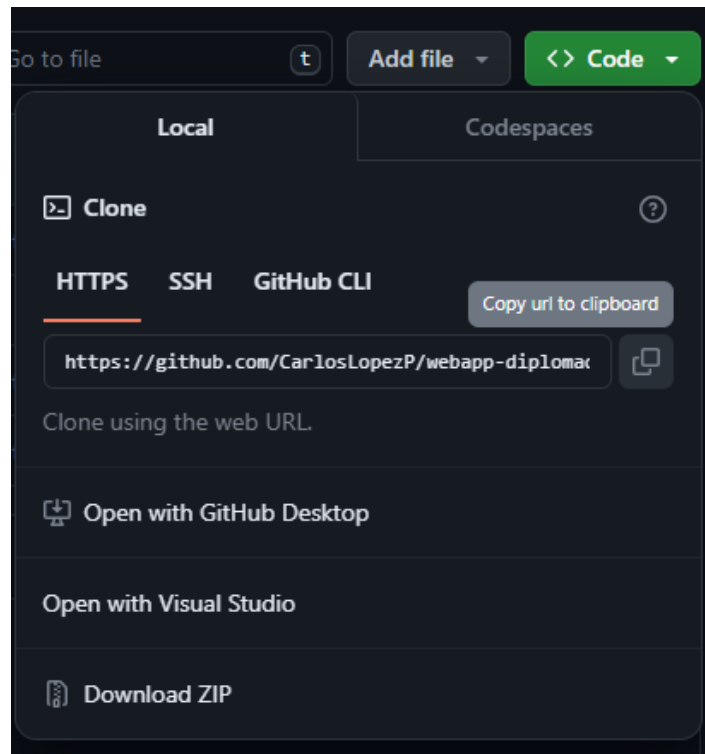 Go to file t Add file <> Code
Local Codespaces
Clone
HTTPS SSH GitHub CLI
Copy url to clipboard
https://github.com/CarlosLopezP/webapp-diplomac
Clone using the web URL.
Open with GitHub Desktop
Open with Visual Studio
Download ZIP